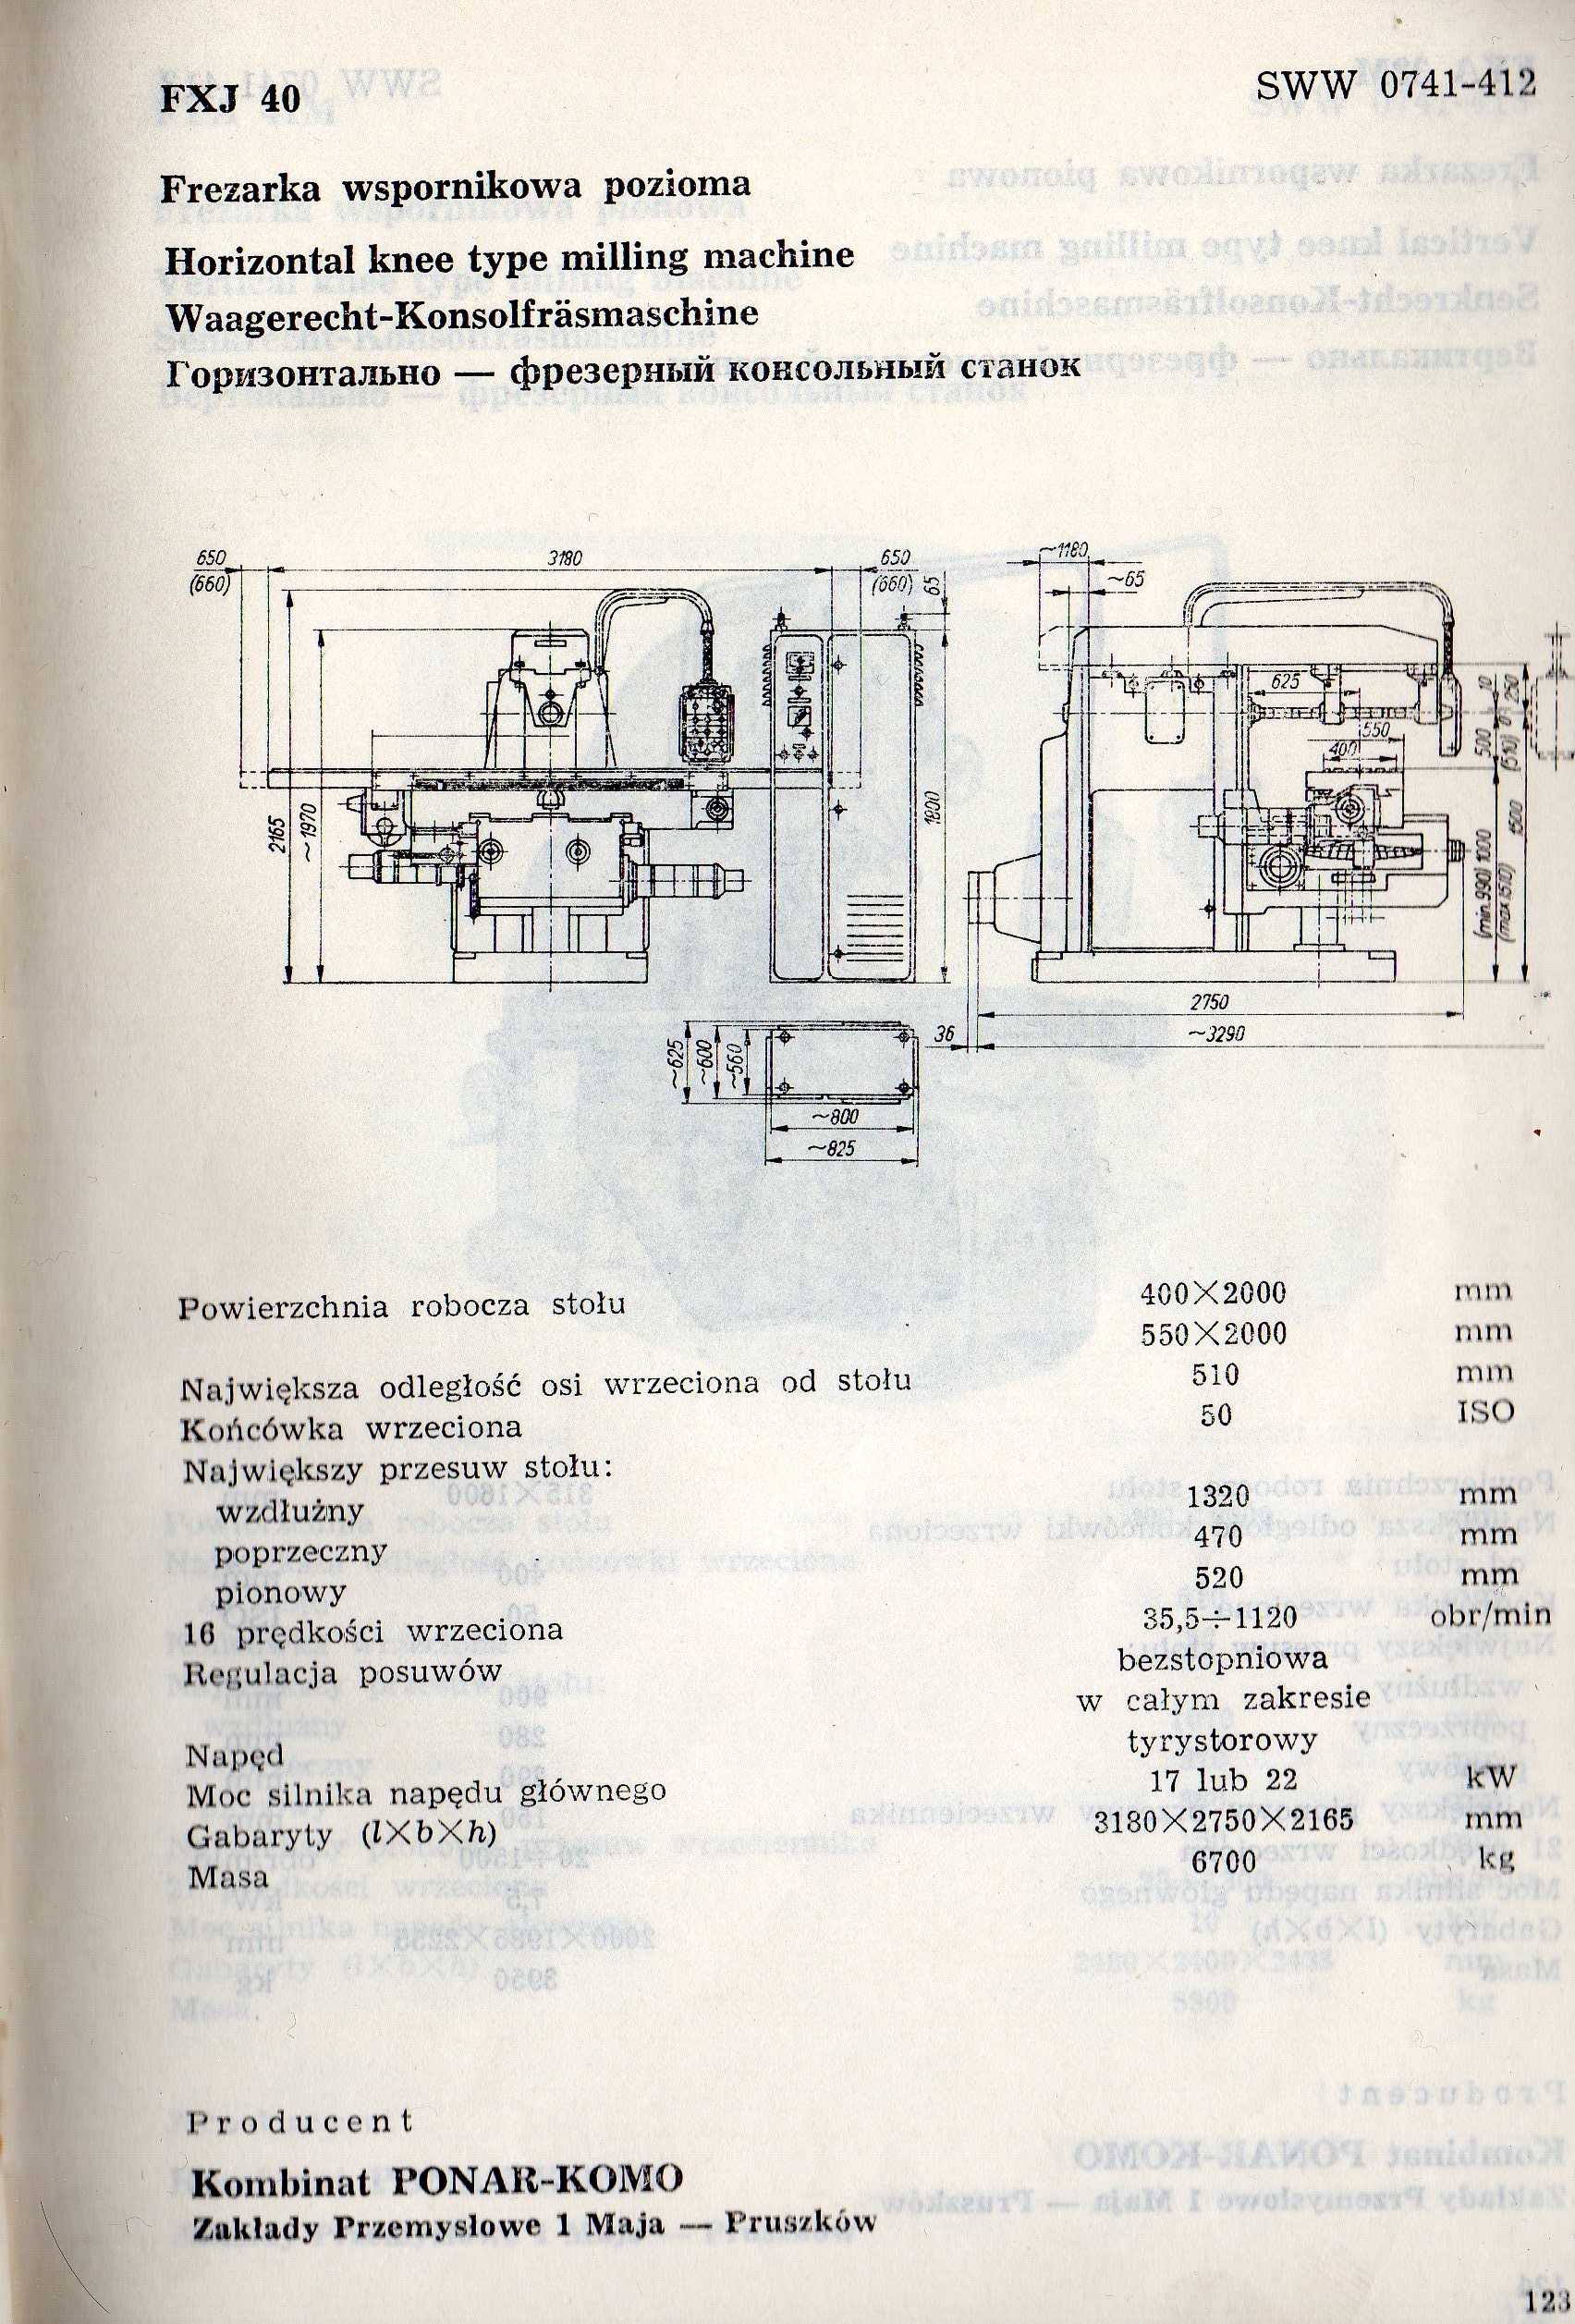 FXJ 40 SWW 0741-412
Frezarka wspornikowa pozioma
Horizontal knee type milling machine
Waagerecht-Konsolfräsmaschine
Горизонтально — фрезерный консольный станок
650 3180 650 ~1180
(660) (660) 65 ~65
625 10 250
550 500 (510)
400
2165 ~1970 1800 (min.990) 1000 1500
(max 1510)
2750
36 ~3290
~625 ~600 ~560
~800
~825
Powierzchnia robocza stołu 400×2000 mm
550×2000 mm
Największa odległość osi wrzeciona od stołu 510 mm
Końcówka wrzeciona 50 ISO
Największy przesuw stołu:
wzdłużny 1320 mm
poprzeczny 470 mm
pionowy 520 mm
16 prędkości wrzeciona 35,5÷1120 obr/min
Regulacja posuwów bezstopniowa
w całym zakresie
Napęd tyrystorowy
Moc silnika napędu głównego 17 lub 22 kW
Gabaryty (l×b×h) 3180×2750×2165 mm
Masa 6700 kg
Producent
Kombinat PONAR-KOMO
Zakłady Przemysłowe 1 Maja — Pruszków
123